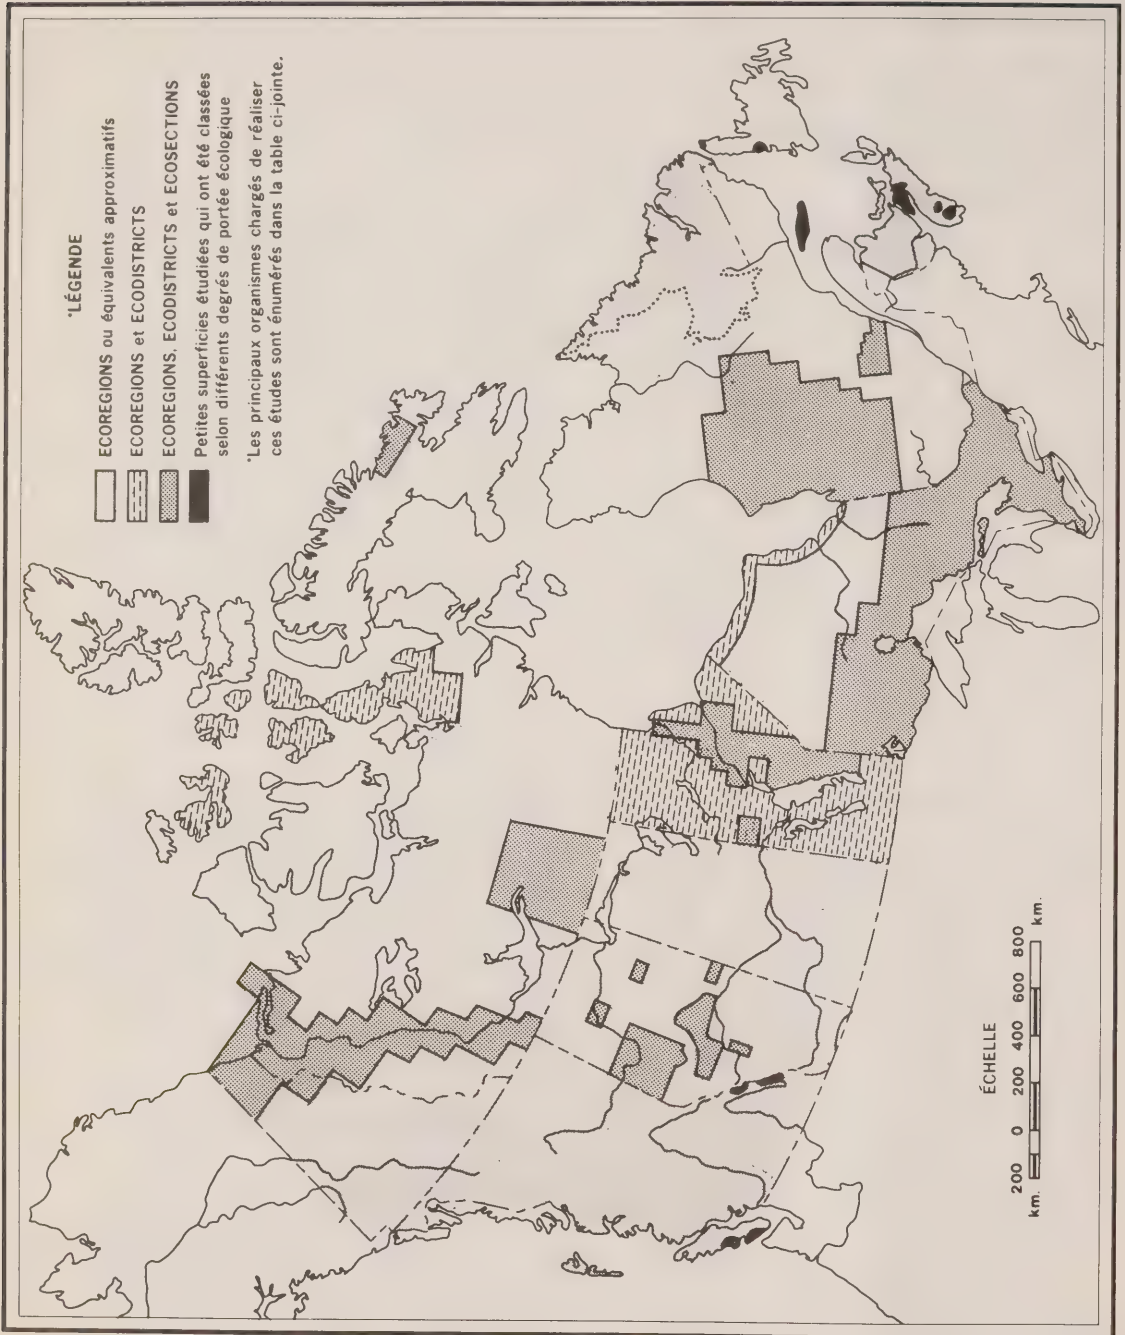 *LÉGENDE
ECOREGIONS ou équivalents approximatifs
ECOREGIONS et ECODISTRICTS
ECOREGIONS, ECODISTRICTS et ECOSECTIONS
Petites superficies étudiées qui ont été classées
selon différents degrés de portée écologique
*Les principaux organismes chargés de réaliser
ces études sont énumérés dans la table ci-jointe.
ÉCHELLE
200 0 200 400 600 800
km. km.